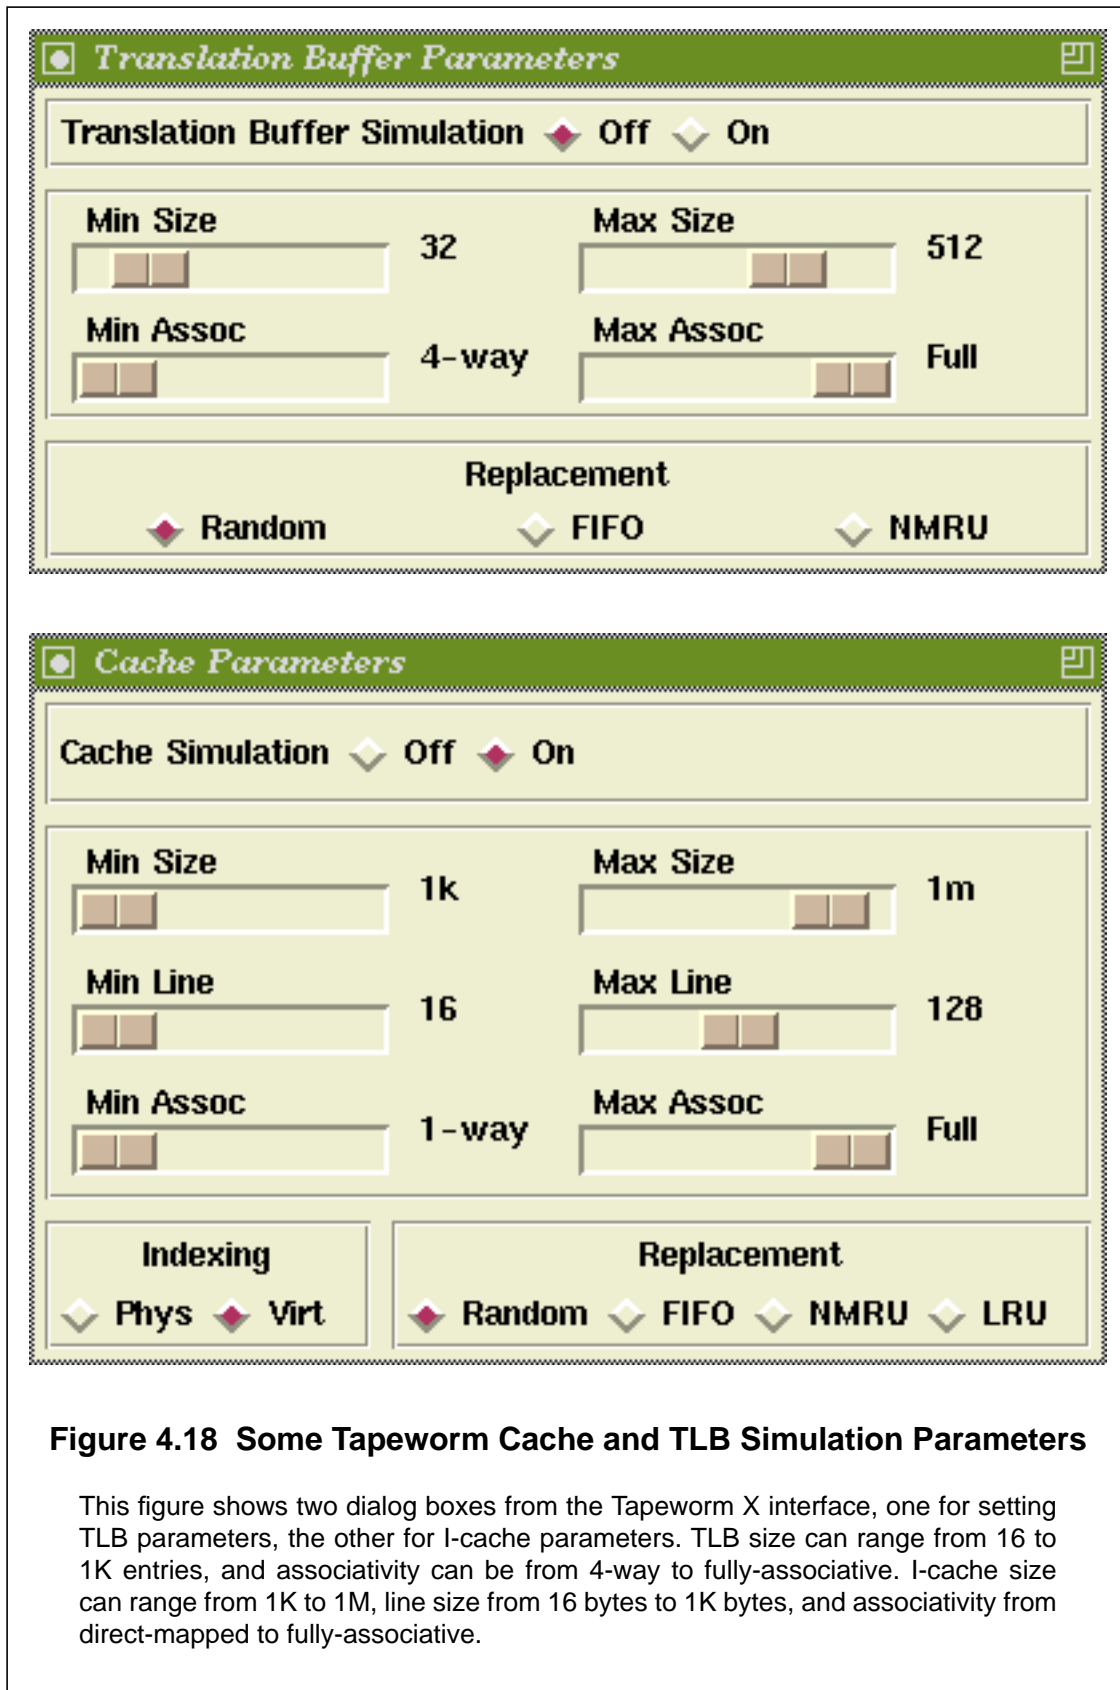 Translation Buffer Parameters
Translation Buffer Simulation Off On
Min Size 32 Max Size 512
Min Assoc 4-way Max Assoc Full
Replacement
Random FIFO NMRU
Cache Parameters
Cache Simulation Off On
Min Size 1k Max Size 1m
Min Line 16 Max Line 128
Min Assoc 1-way Max Assoc Full
Indexing
Phys Virt
Replacement
Random FIFO NMRU LRU
Figure 4.18 Some Tapeworm Cache and TLB Simulation Parameters
This figure shows two dialog boxes from the Tapeworm X interface, one for setting
TLB parameters, the other for I-cache parameters. TLB size can range from 16 to
1K entries, and associativity can be from 4-way to fully-associative. I-cache size
can range from 1K to 1M, line size from 16 bytes to 1K bytes, and associativity from
direct-mapped to fully-associative.